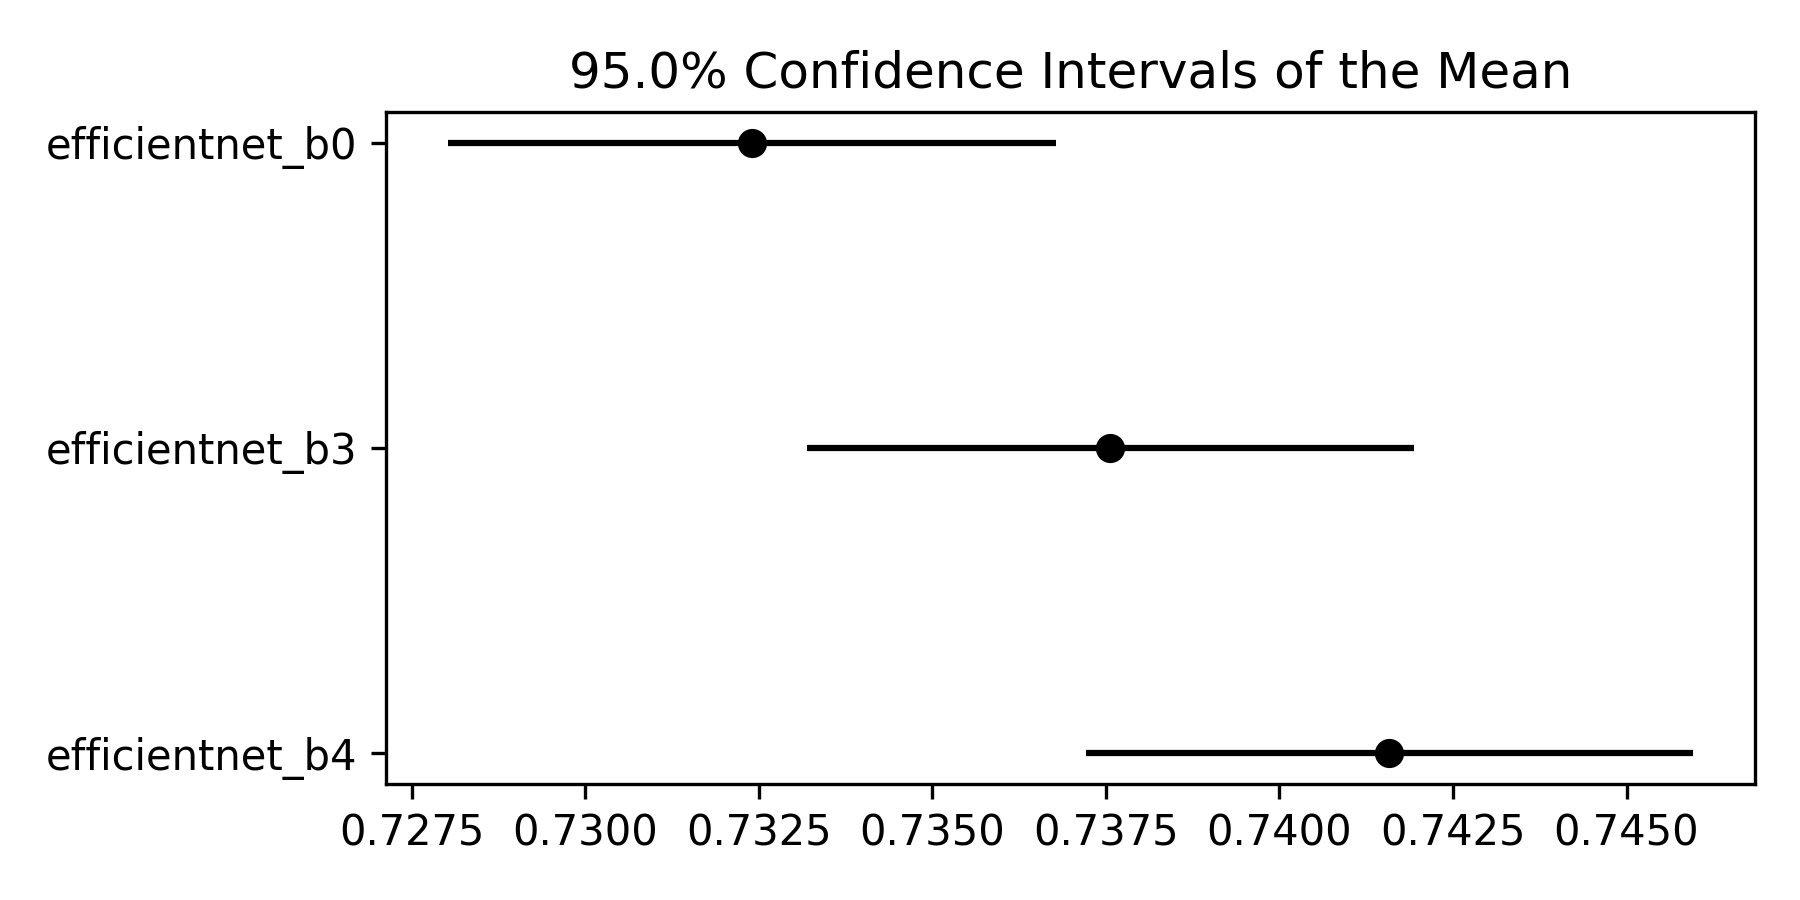 95.0% Confidence Intervals of the Mean
efficientnet_b0
efficientnet_b3
efficientnet_b4
0.7275 0.7300 0.7325 0.7350 0.7375 0.7400 0.7425 0.7450